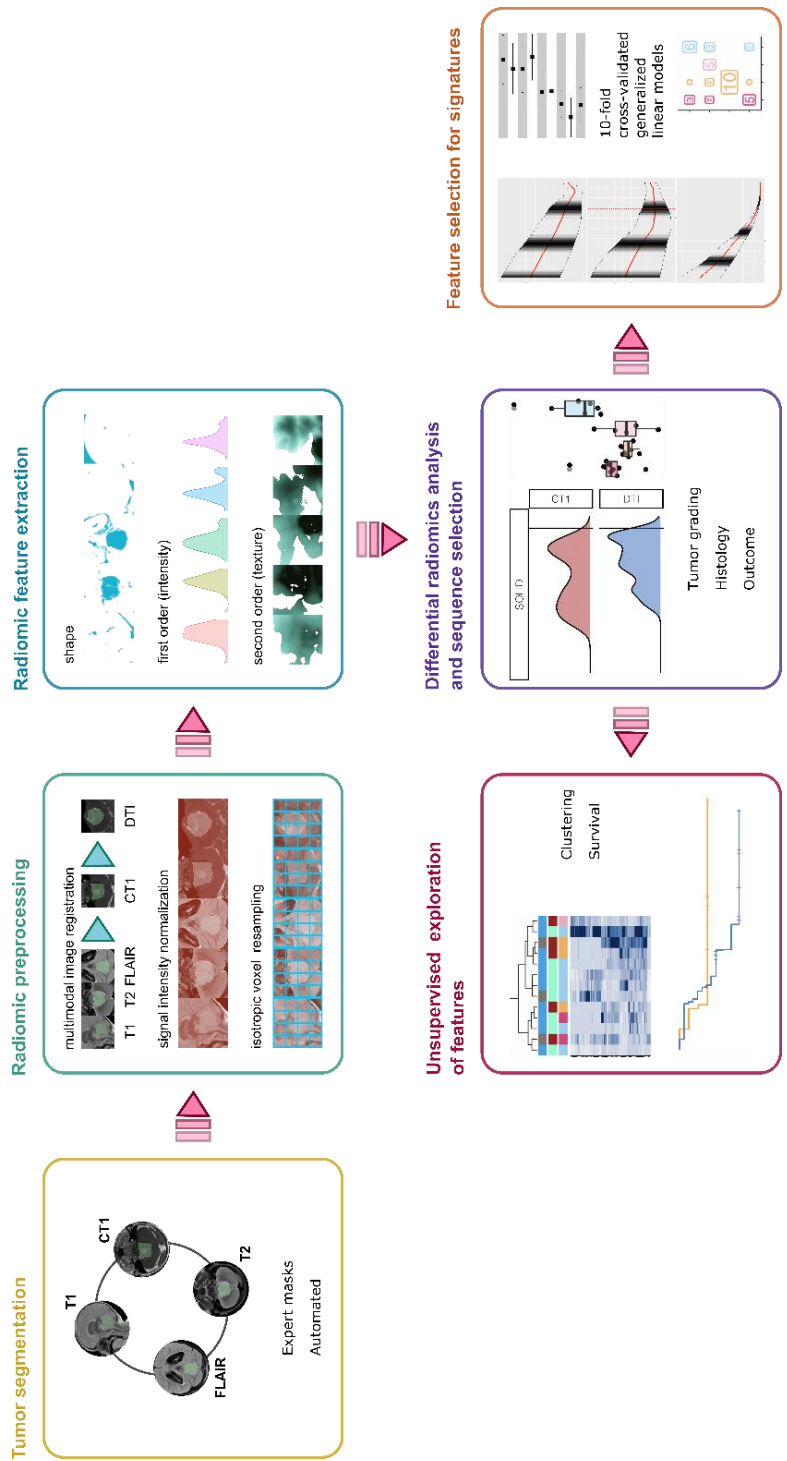 Tumor segmentation
T1
CT1
FLAIR
T2
Expert masks
Automated
Radiomic preprocessing
multimodal image registration
T1 T2 FLAIR CT1 DTI
signal intensity normalization
isotropic voxel resampling
Radiomic feature extraction
shape
first order (intensity)
second order (texture)
Unsupervised exploration
of features
Clustering
Survival
Differential radiomics analysis
and sequence selection
SOLID
CT1
DTI
Tumor grading
Histology
Outcome
Feature selection for signatures
10-fold
cross-validated
generalized
linear models
10
5